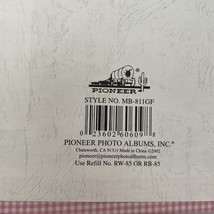 PIONEER
STYLE NO. MB-811GF
0 23602 60609 8
PIONEER PHOTO ALBUMS, INC.®
Chatsworth, CA 91311 Made in China ©2002
pioneer@pioneerphotoalbums.com
Use Refill No. RW-85 OR RB-85